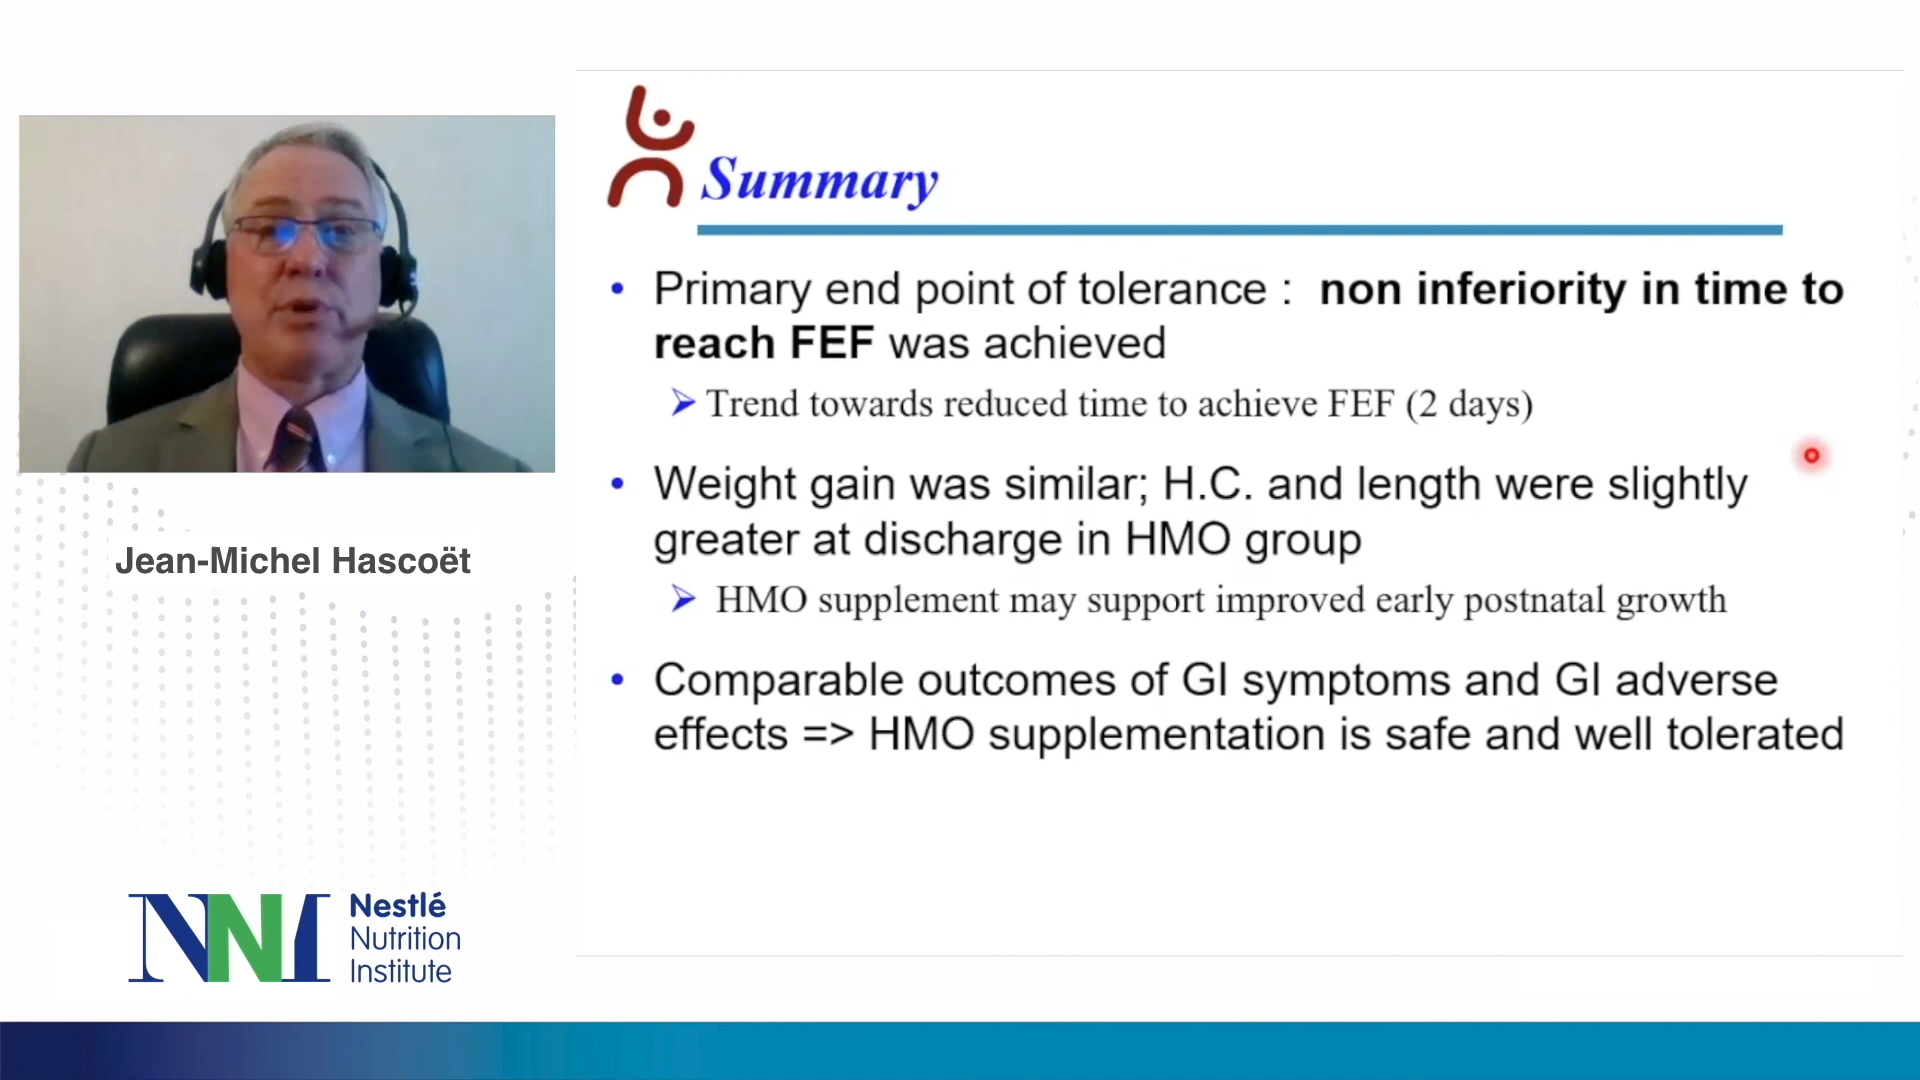 Summary
• Primary end point of tolerance : non inferiority in time to
reach FEF was achieved
➢ Trend towards reduced time to achieve FEF (2 days)
• Weight gain was similar; H.C. and length were slightly
greater at discharge in HMO group
➢ HMO supplement may support improved early postnatal growth
• Comparable outcomes of GI symptoms and GI adverse
effects => HMO supplementation is safe and well tolerated
Jean-Michel Hascoët
NNI
Nestlé
Nutrition
Institute